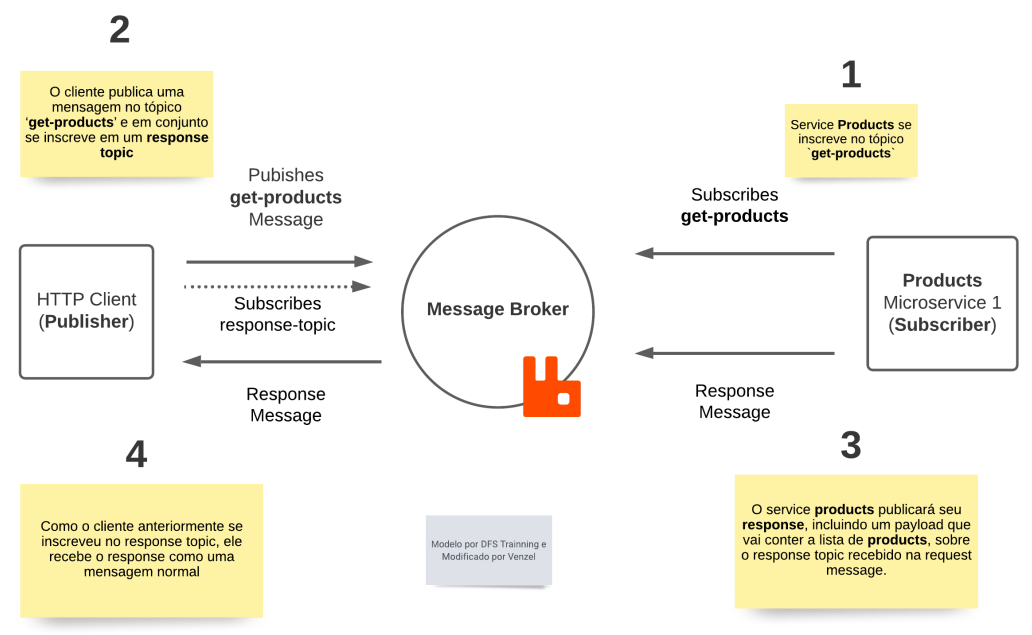 2
O cliente publica uma
mensagem no tópico
‘get-products’ e em conjunto
se inscreve em um response
topic
1
Service Products se
inscreve no tópico
`get-products`
Pubishes
get-products
Message
Subscribes
get-products
HTTP Client
(Publisher)
Subscribes
response-topic
Message Broker
Products
Microservice 1
(Subscriber)
Response
Message
Response
Message
4
Como o cliente anteriormente se
inscreveu no response topic, ele
recebe o response como uma
mensagem normal
Modelo por DFS Trainning e
Modificado por Venzel
3
O service products publicará seu
response, incluindo um payload que
vai conter a lista de products, sobre
o response topic recebido na request
message.